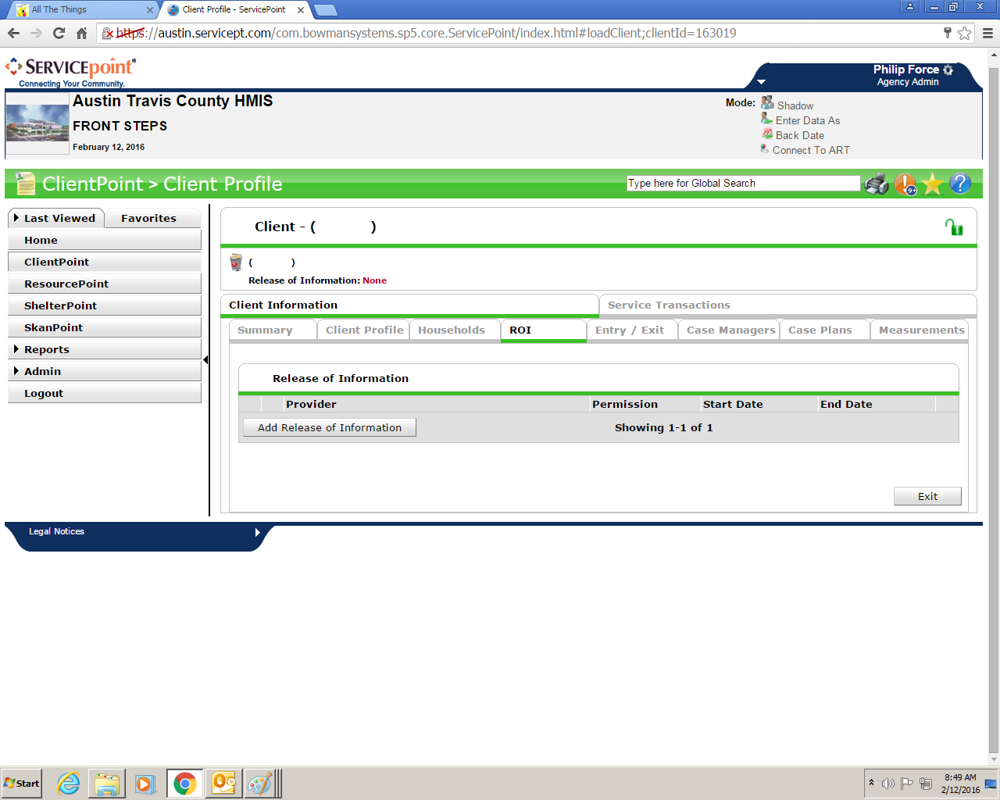 All The Things
Client Profile - ServicePoint
https://austin.servicept.com/com.bowmansystems.sp5.core.ServicePoint/index.html#loadClient;clientId=163019
SERVICEpoint®
Connecting Your Community.
Philip Force
Agency Admin
Austin Travis County HMIS
FRONT STEPS
February 12, 2016
Mode:
Shadow
Enter Data As
Back Date
Connect To ART
ClientPoint > Client Profile
Type here for Global Search
9+
?
Last Viewed
Favorites
Home
ClientPoint
ResourcePoint
ShelterPoint
SkanPoint
Reports
Admin
Logout
Client - ( )
( )
Release of Information: None
Client Information
Service Transactions
Summary
Client Profile
Households
ROI
Entry / Exit
Case Managers
Case Plans
Measurements
Release of Information
Provider
Permission
Start Date
End Date
Add Release of Information
Showing 1-1 of 1
Exit
Legal Notices
Start
8:49 AM
2/12/2016